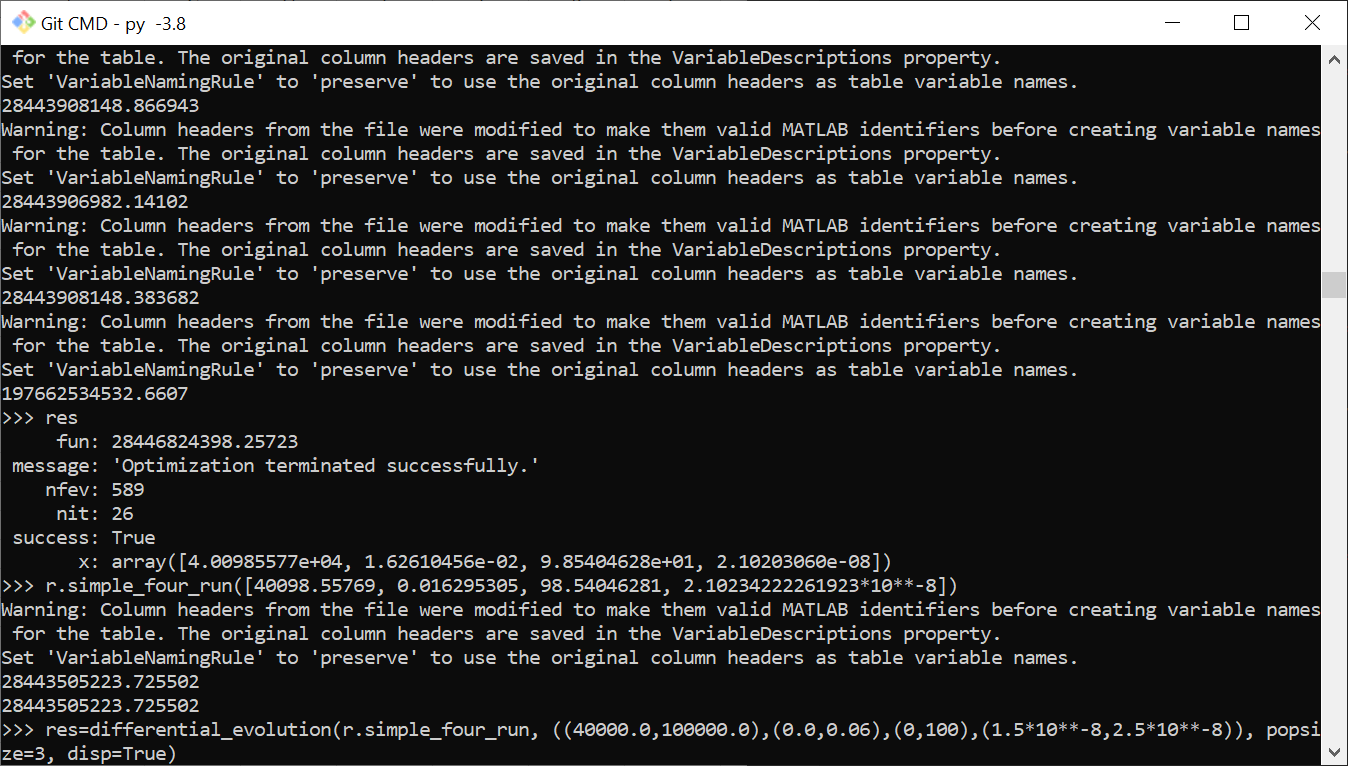 Git CMD - py  -3.8
 for the table. The original column headers are saved in the VariableDescriptions property.
Set 'VariableNamingRule' to 'preserve' to use the original column headers as table variable names.
28443908148.866943
Warning: Column headers from the file were modified to make them valid MATLAB identifiers before creating variable names
 for the table. The original column headers are saved in the VariableDescriptions property.
Set 'VariableNamingRule' to 'preserve' to use the original column headers as table variable names.
28443906982.14102
Warning: Column headers from the file were modified to make them valid MATLAB identifiers before creating variable names
 for the table. The original column headers are saved in the VariableDescriptions property.
Set 'VariableNamingRule' to 'preserve' to use the original column headers as table variable names.
28443908148.383682
Warning: Column headers from the file were modified to make them valid MATLAB identifiers before creating variable names
 for the table. The original column headers are saved in the VariableDescriptions property.
Set 'VariableNamingRule' to 'preserve' to use the original column headers as table variable names.
197662534532.6607
>>> res
     fun: 28446824398.25723
 message: 'Optimization terminated successfully.'
    nfev: 589
     nit: 26
 success: True
       x: array([4.00985577e+04, 1.62610456e-02, 9.85404628e+01, 2.10203060e-08])
>>> r.simple_four_run([40098.55769, 0.016295305, 98.54046281, 2.10234222261923*10**-8])
Warning: Column headers from the file were modified to make them valid MATLAB identifiers before creating variable names
 for the table. The original column headers are saved in the VariableDescriptions property.
Set 'VariableNamingRule' to 'preserve' to use the original column headers as table variable names.
28443505223.725502
28443505223.725502
>>> res=differential_evolution(r.simple_four_run, ((40000.0,100000.0),(0.0,0.06),(0,100),(1.5*10**-8,2.5*10**-8)), popsi
ze=3, disp=True)